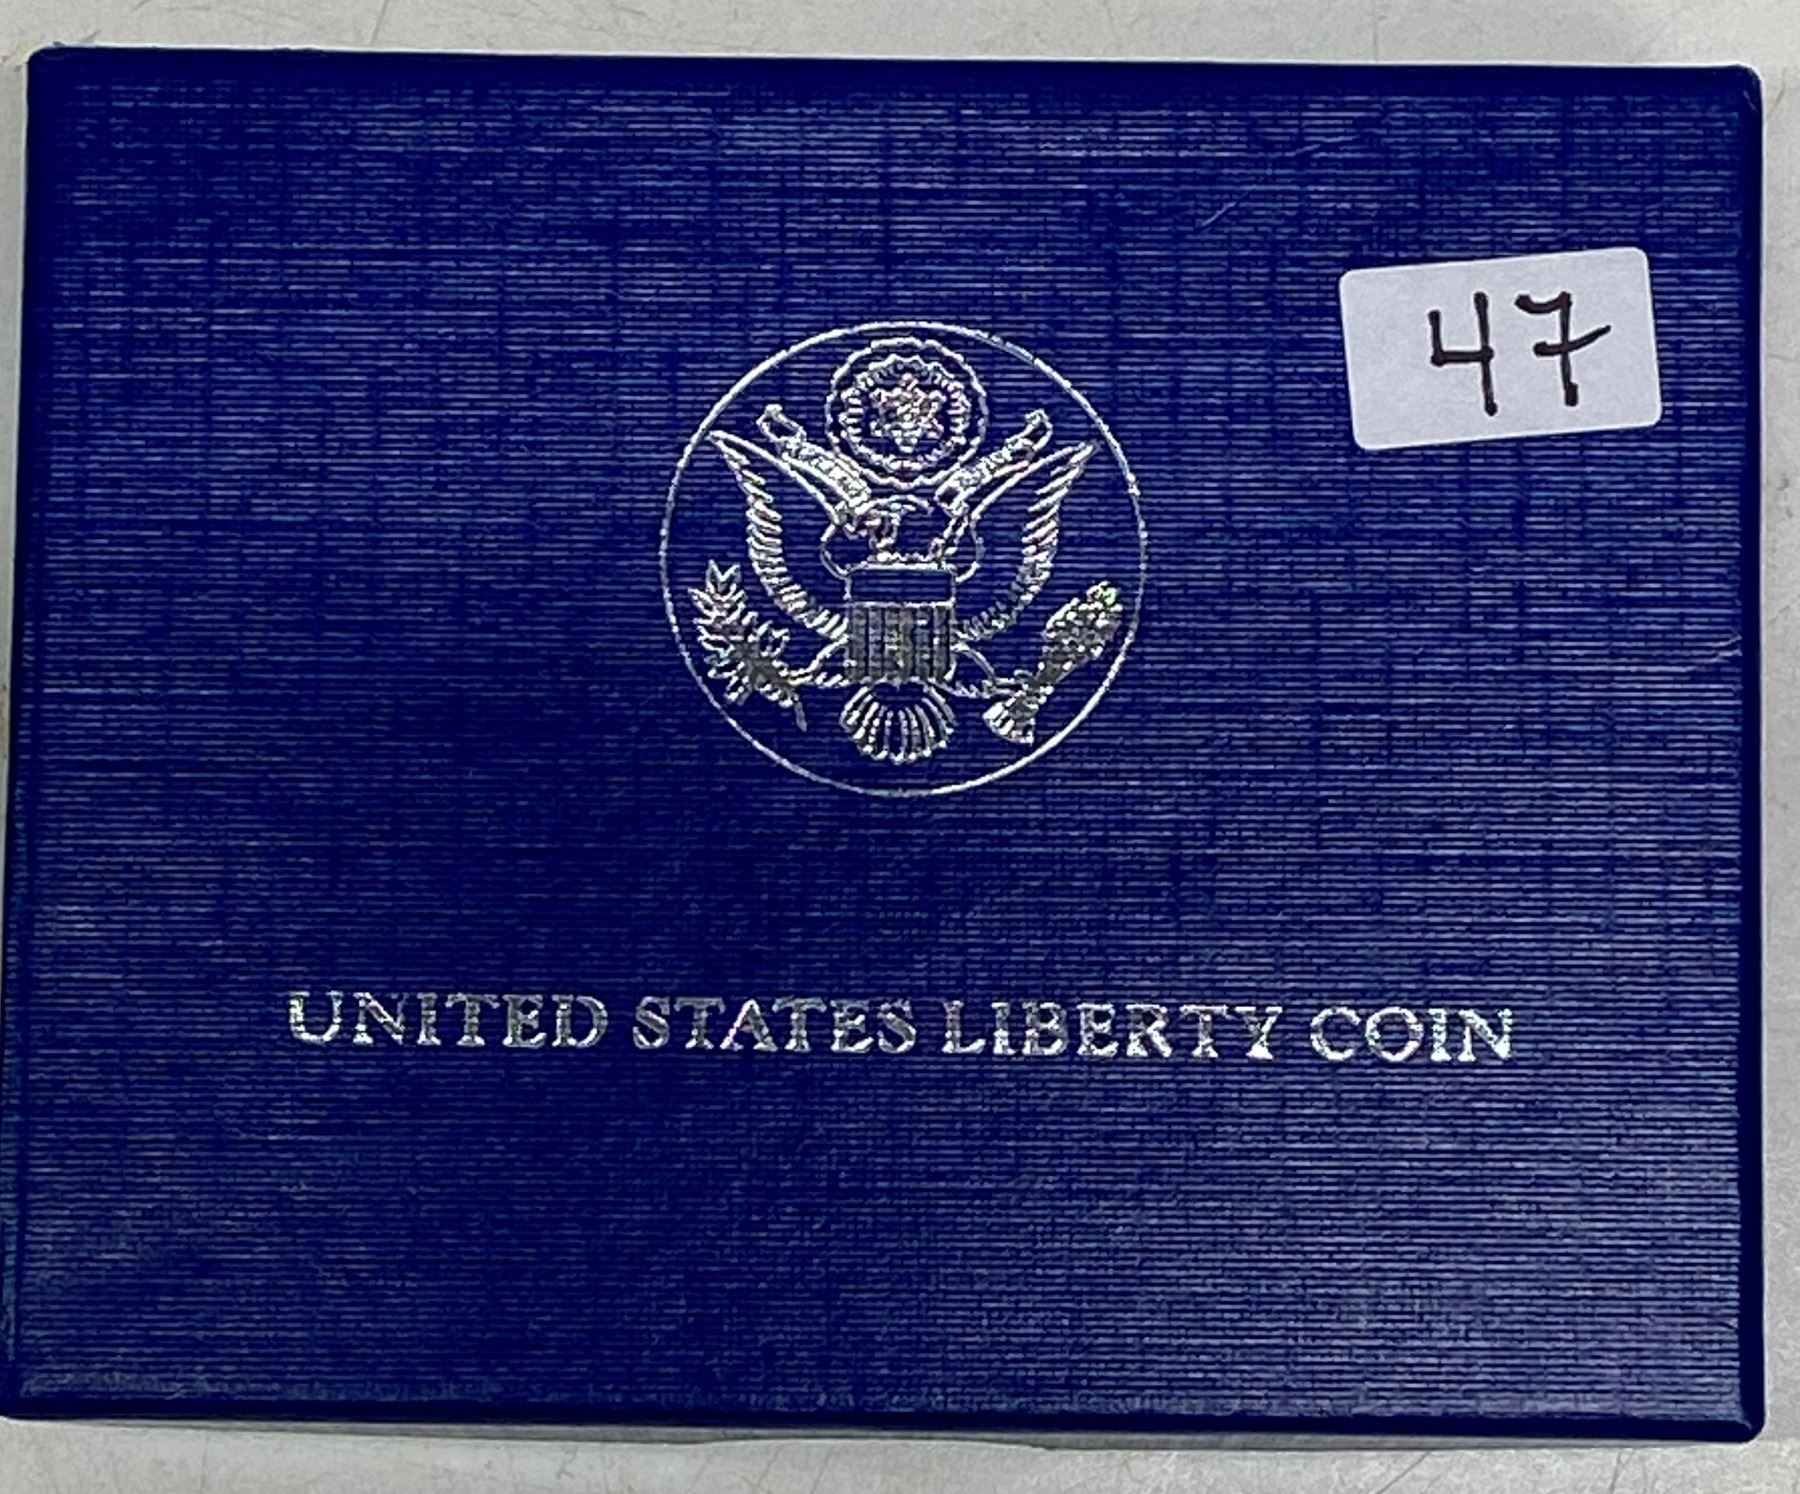 47
UNITED STATES LIBERTY COIN